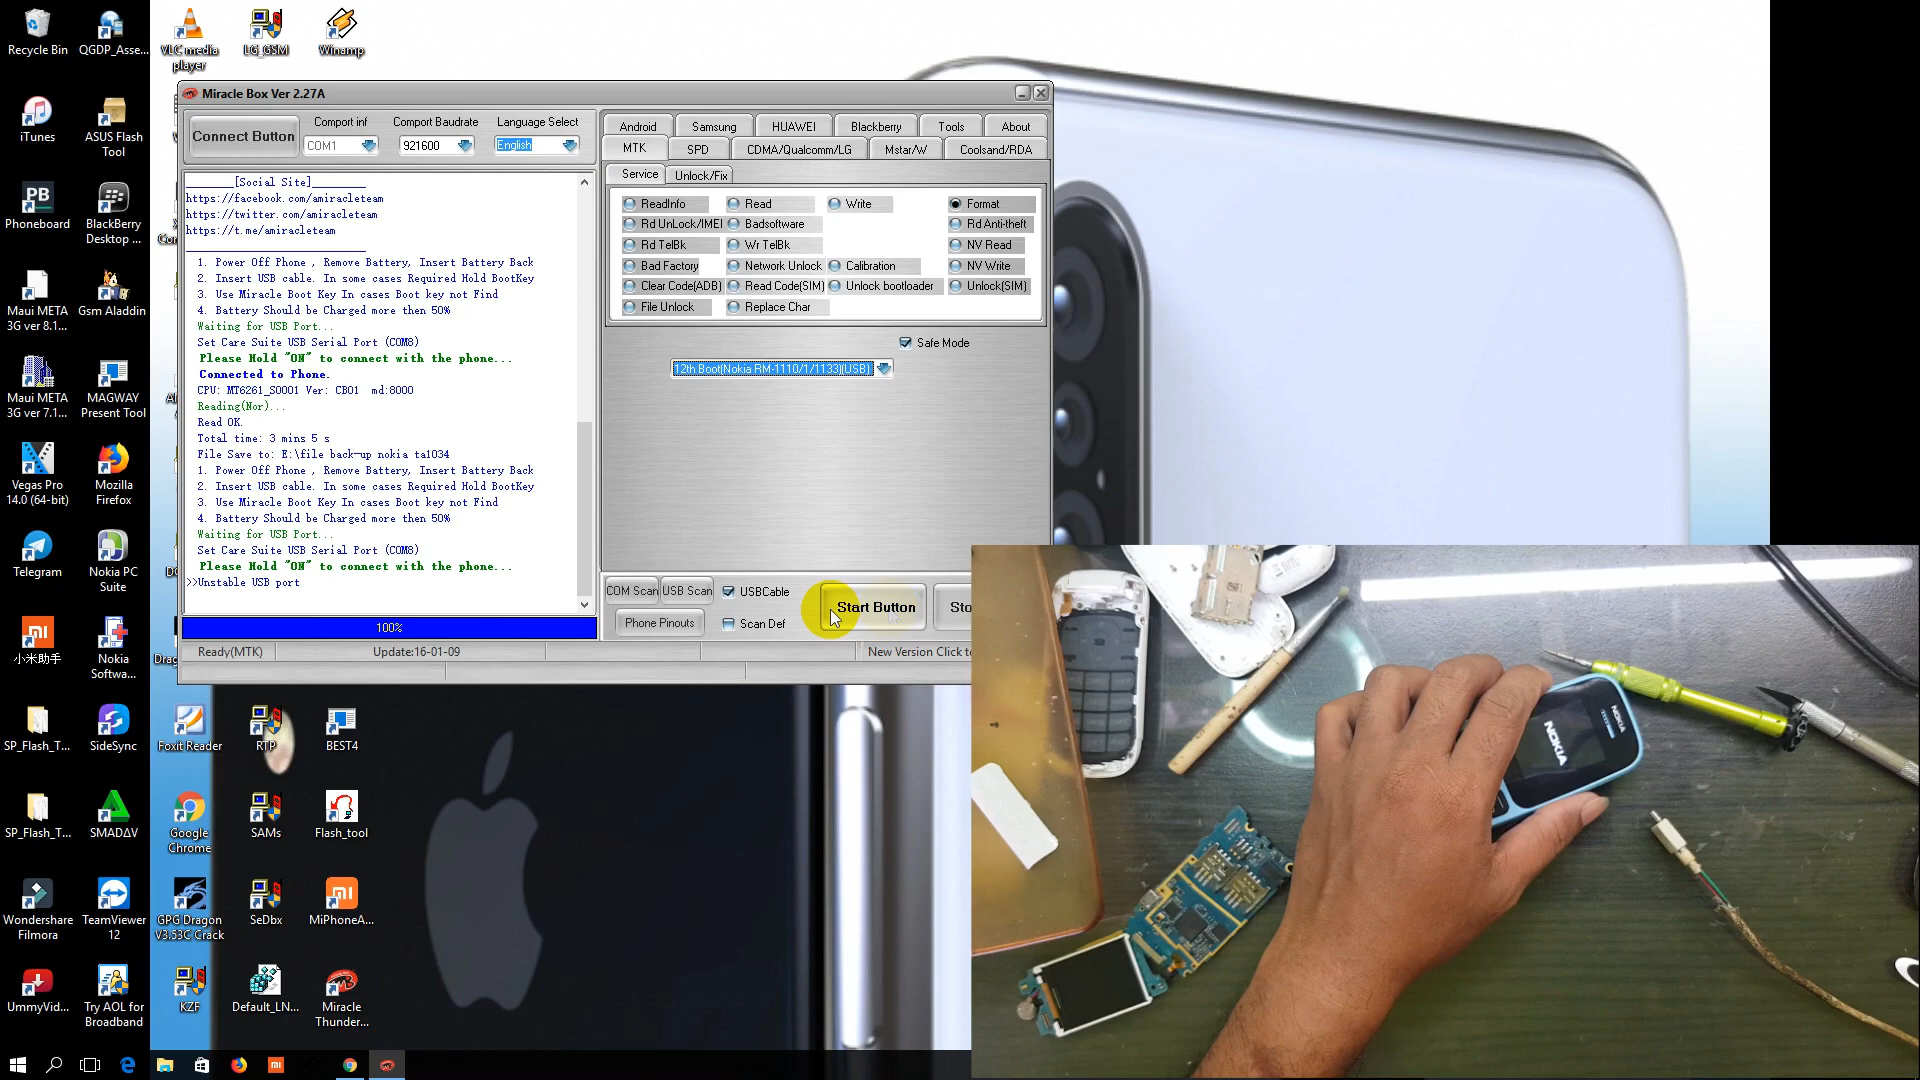 Recycle Bin
QGDP_Asse...
VLC media
player
LG_GSM
Winamp
iTunes
ASUS Flash
Tool
Phoneboard
BlackBerry
Desktop ...
Maui META
3G ver 8.1...
Gsm Aladdin
Maui META
3G ver 7.1...
MAGWAY
Present Tool
Vegas Pro
14.0 (64-bit)
Mozilla
Firefox
Telegram
Nokia PC
Suite
小米助手
Nokia
Softwa...
SP_Flash_T...
SideSync
Foxit Reader
RTP
BEST4
SP_Flash_T...
SMADΔV
Google
Chrome
SAMs
Flash_tool
Wondershare
Filmora
TeamViewer
12
GPG Dragon
V3.53C Crack
SeDbx
MiPhoneA...
UmmyVid...
Try AOL for
Broadband
KZF
Default_LN...
Miracle
Thunder...
Miracle Box Ver 2.27A
Connect Button
Comport inf
Comport Baudrate
Language Select
COM1
921600
English
[Social Site]
https://facebook.com/amiracleteam
https://twitter.com/amiracleteam
https://t.me/amiracleteam
1. Power Off Phone , Remove Battery, Insert Battery Back
2. Insert USB cable. In some cases Required Hold BootKey
3. Use Miracle Boot Key In cases Boot key not Find
4. Battery Should be Charged more then 50%
Waiting for USB Port...
Set Care Suite USB Serial Port (COM8)
Please Hold "ON" to connect with the phone...
Connected to Phone.
CPU: MT6261_S0001 Ver: CB01 md:8000
Reading(Nor)...
Read OK.
Total time: 3 mins 5 s
File Save to: E:\file back-up nokia ta1034
1. Power Off Phone , Remove Battery, Insert Battery Back
2. Insert USB cable. In some cases Required Hold BootKey
3. Use Miracle Boot Key In cases Boot key not Find
4. Battery Should be Charged more then 50%
Waiting for USB Port...
Set Care Suite USB Serial Port (COM8)
Please Hold "ON" to connect with the phone...
>>Unstable USB port
100%
Ready(MTK)
Update:16-01-09
New Version Click to
Android
Samsung
HUAWEI
Blackberry
Tools
About
MTK
SPD
CDMA/Qualcomm/LG
Mstar/W
Coolsand/RDA
Service
Unlock/Fix
ReadInfo
Read
Write
Format
Rd UnLock/IMEI
Badsoftware
Rd Anti-theft
Rd TelBk
Wr TelBk
NV Read
Bad Factory
Network Unlock
Calibration
NV Write
Clear Code(ADB)
Read Code(SIM)
Unlock bootloader
Unlock(SIM)
File Unlock
Replace Char
Safe Mode
12th Boot(Nokia RM-1110/1/1133)(USB)
COM Scan
USB Scan
USBCable
Start Button
Sto
Phone Pinouts
Scan Def
NOKIA
NOKIA